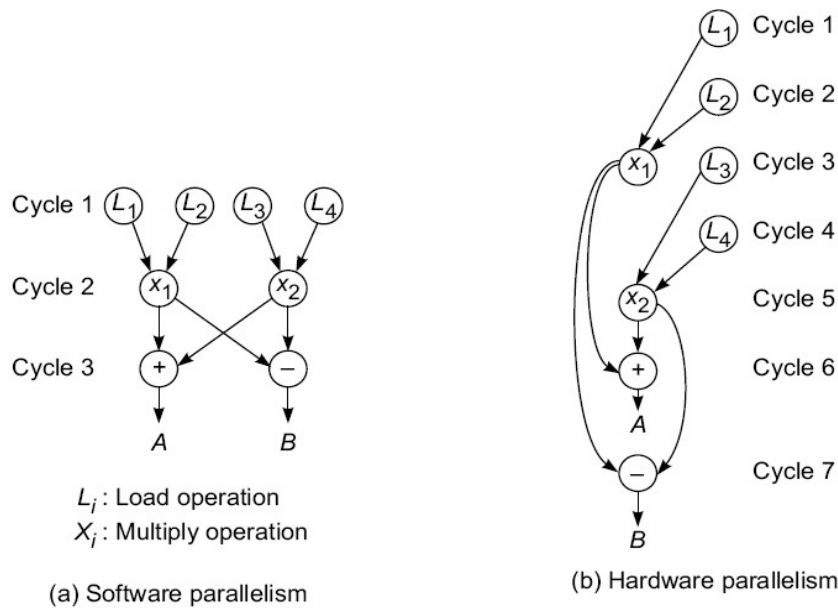 Cycle 1 L1 L2 L3 L4
Cycle 2 x1 x2
Cycle 3 + –
A B
Li : Load operation
Xi : Multiply operation
(a) Software parallelism
L1 Cycle 1
L2 Cycle 2
x1 L3 Cycle 3
L4 Cycle 4
x2 Cycle 5
+ Cycle 6
A
– Cycle 7
B
(b) Hardware parallelism